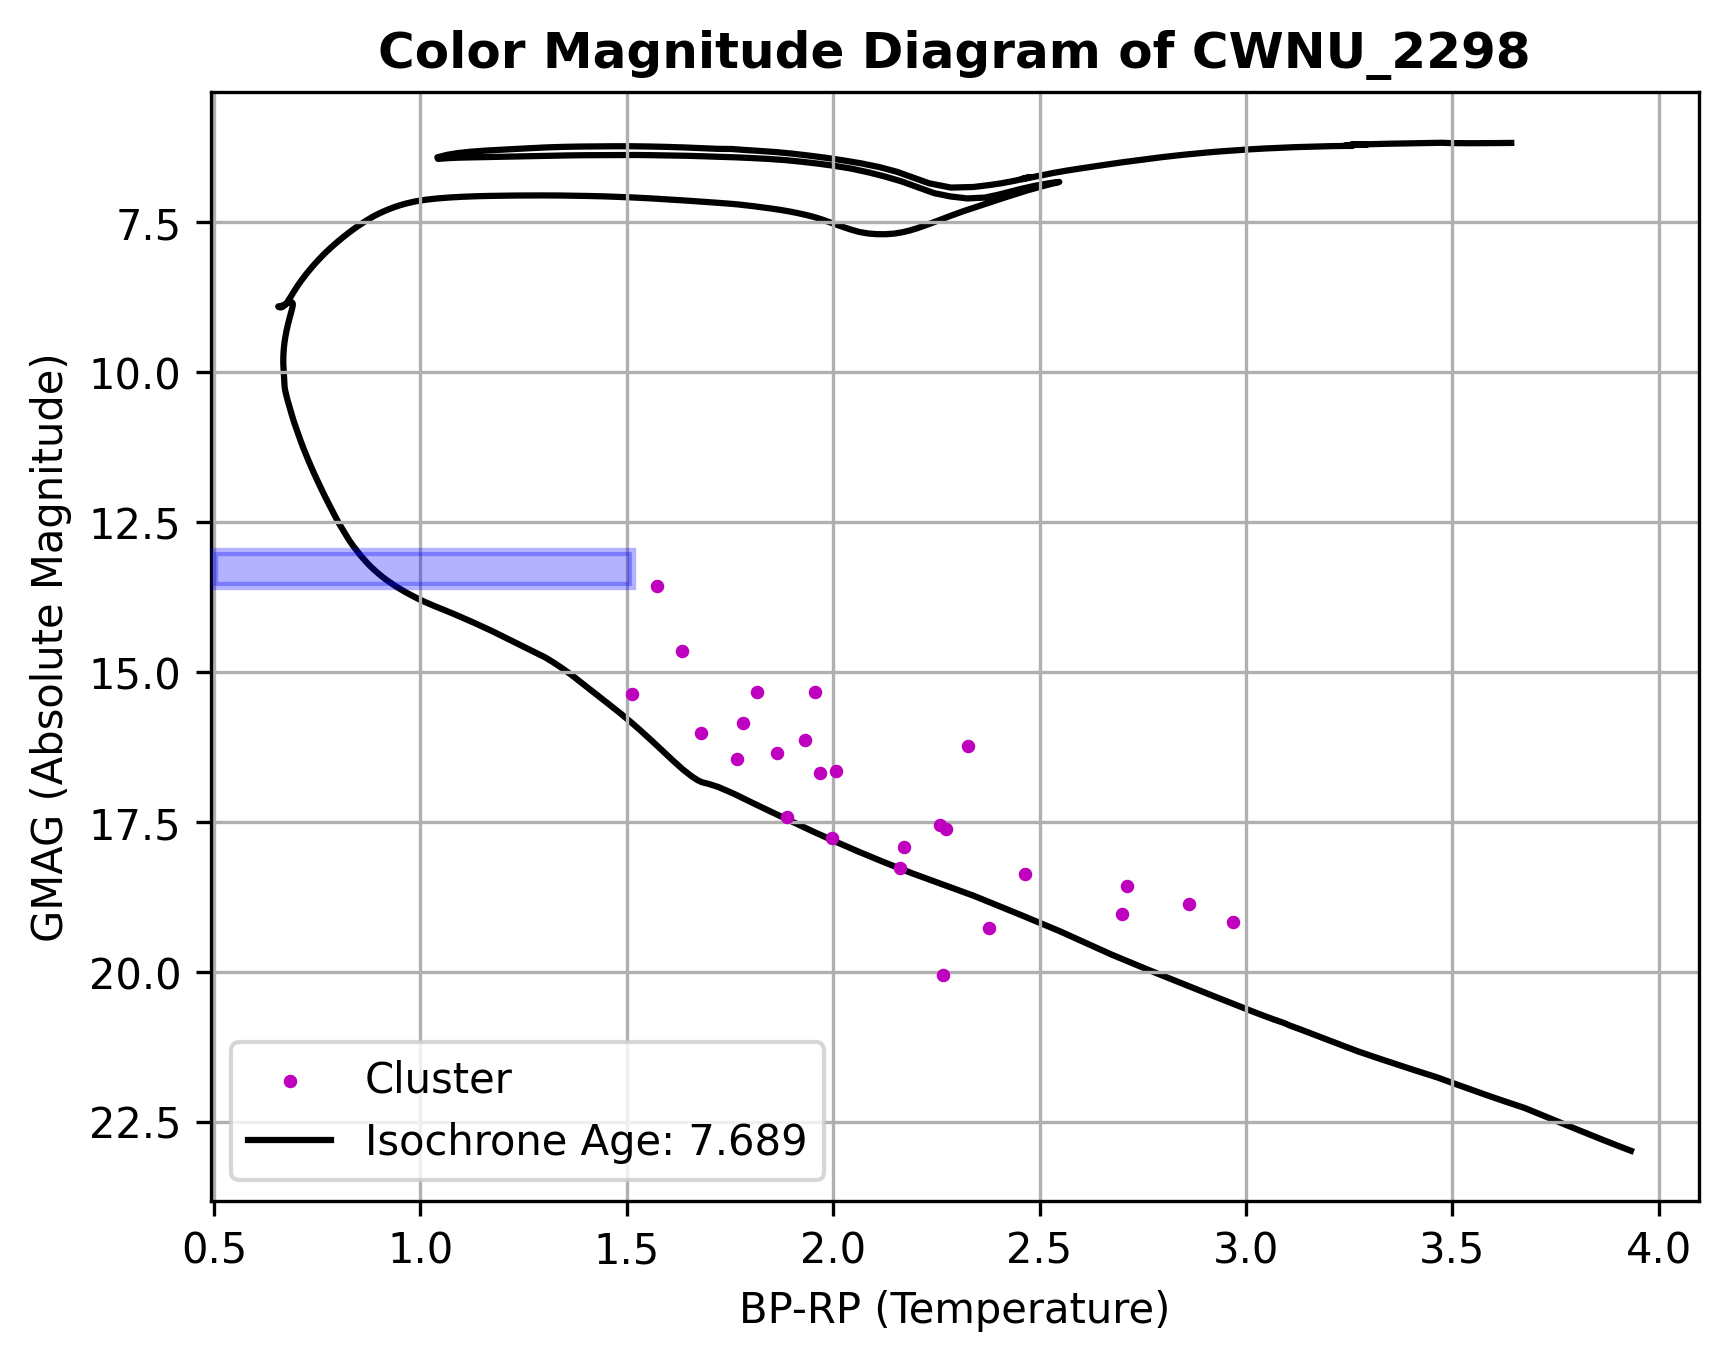 Color Magnitude Diagram of CWNU_2298
GMAG (Absolute Magnitude)
7.5
10.0
12.5
15.0
17.5
20.0
22.5
Cluster
Isochrone Age: 7.689
0.5 1.0 1.5 2.0 2.5 3.0 3.5 4.0
BP-RP (Temperature)